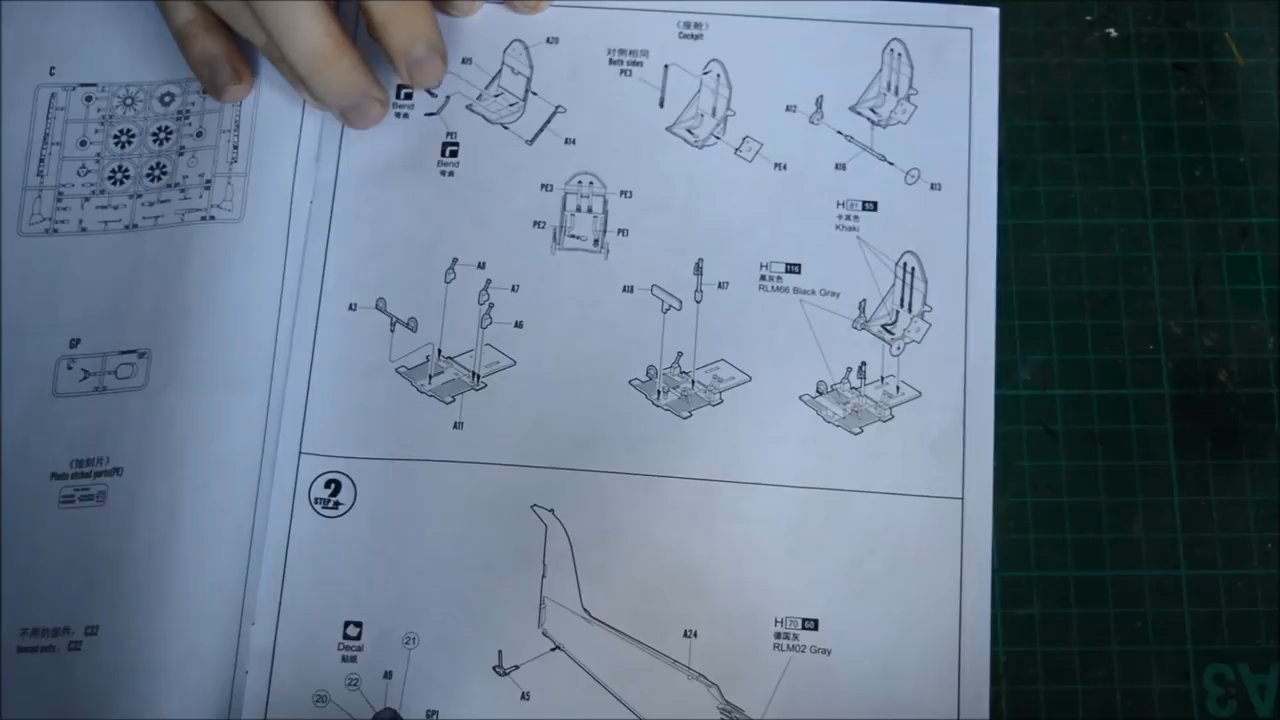 C
GP
《蚀刻片》
Photo etched parts(PE)
不用的部件： C32
Unused parts： C32
《座舱》
Cockpit
A20
A15
Bend
弯曲
PE1
Bend
弯曲
A14
对侧相同
Both sides
PE3
PE4
A12
A16
A13
PE3
PE3
PE2
PE1
H 81 55
卡其色
Khaki
A8
A7
A6
A3
A11
A18
A17
H 116
黑灰色
RLM66 Black Gray
2
STEP
A24
A5
H 70 60
德国灰
RLM02 Gray
Decal
贴纸
21
22
A9
20
GP1
A3